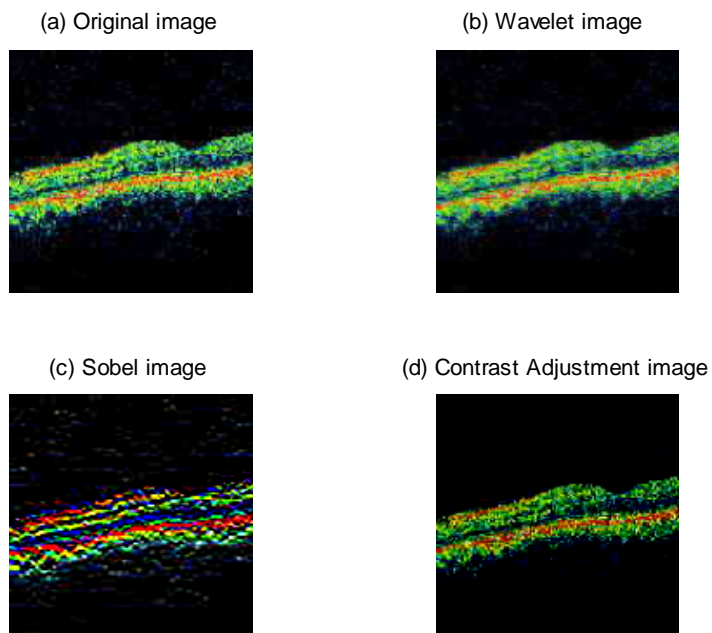 (a) Original image
(b) Wavelet image
(c) Sobel image
(d) Contrast Adjustment image